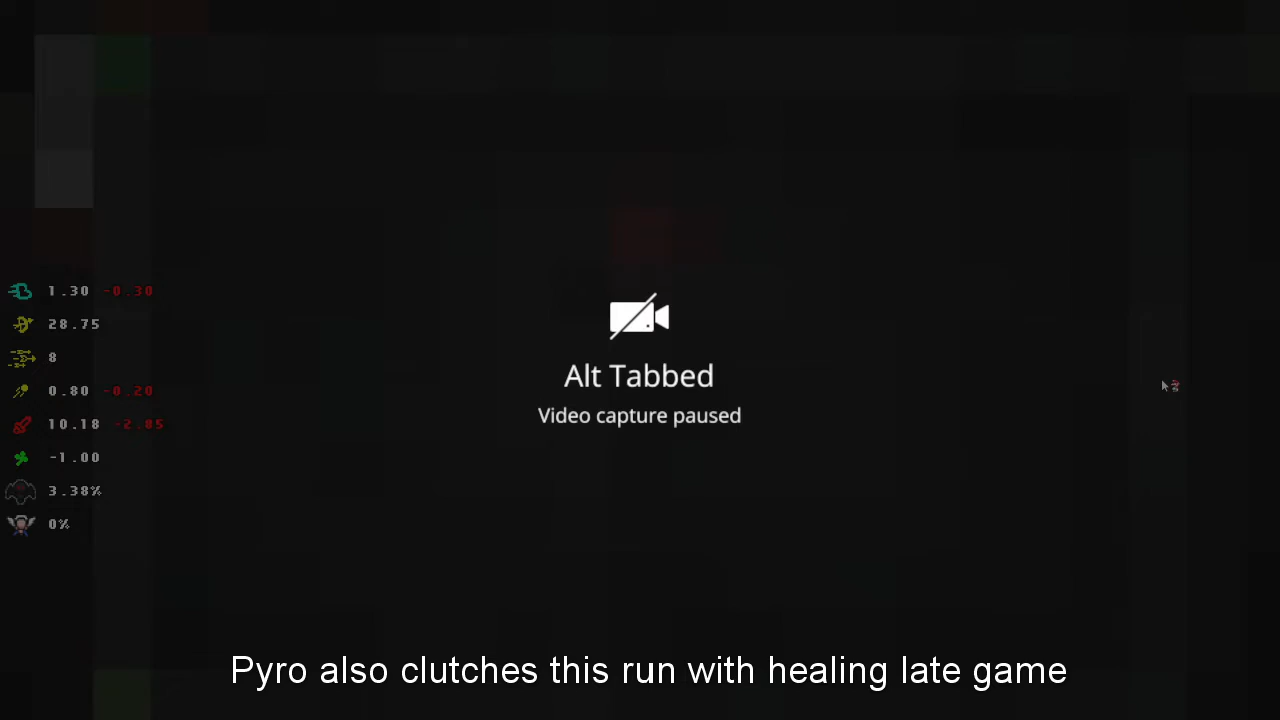 1.30 -0.30
28.75
8
0.80 -0.20
10.18 -2.85
-1.00
3.38%
0%
Alt Tabbed
Video capture paused
Pyro also clutches this run with healing late game